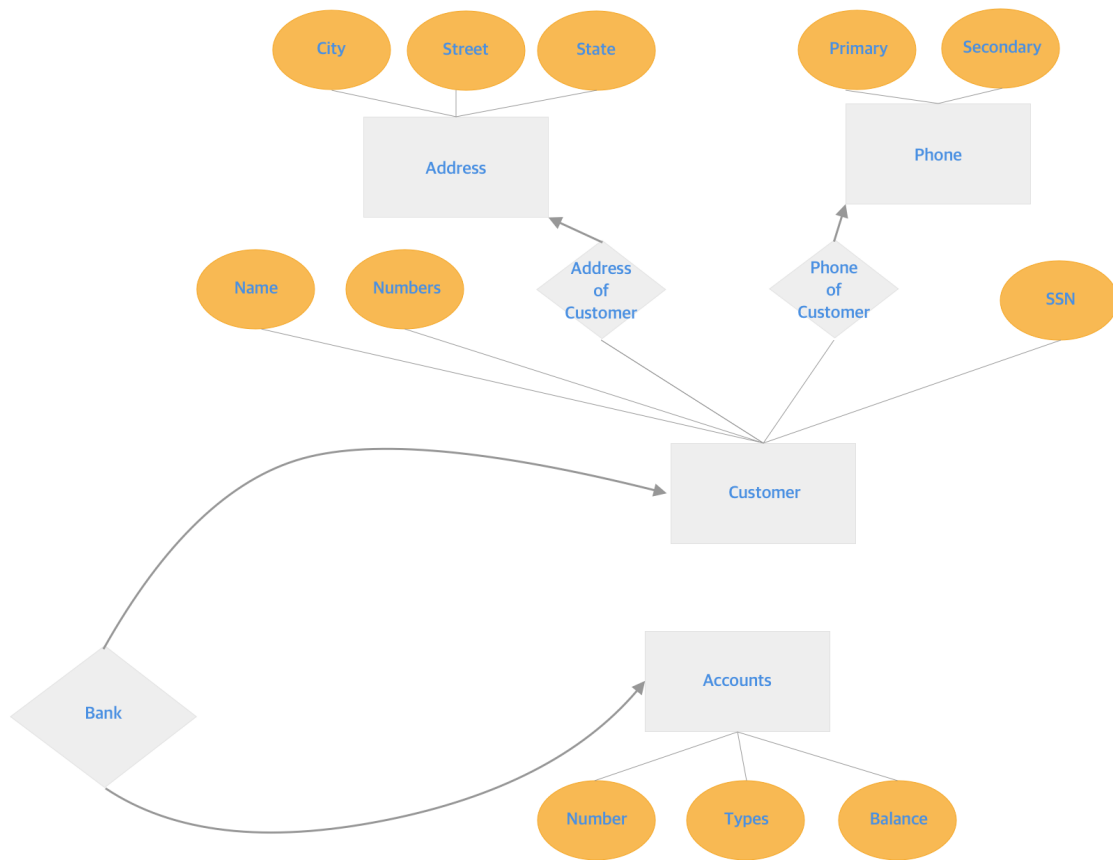 City
Street
State
Primary
Secondary
Address
Phone
Name
Numbers
Address
of
Customer
Phone
of
Customer
SSN
Customer
Bank
Accounts
Number
Types
Balance